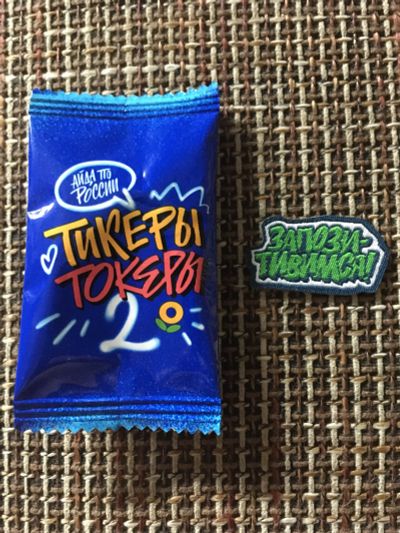 АЙДА ПО
РОССИИ
ТИКЕРЫ
ТОКЕРЫ
2
ЗАПОЗИ-
ТИВИМСЯ!